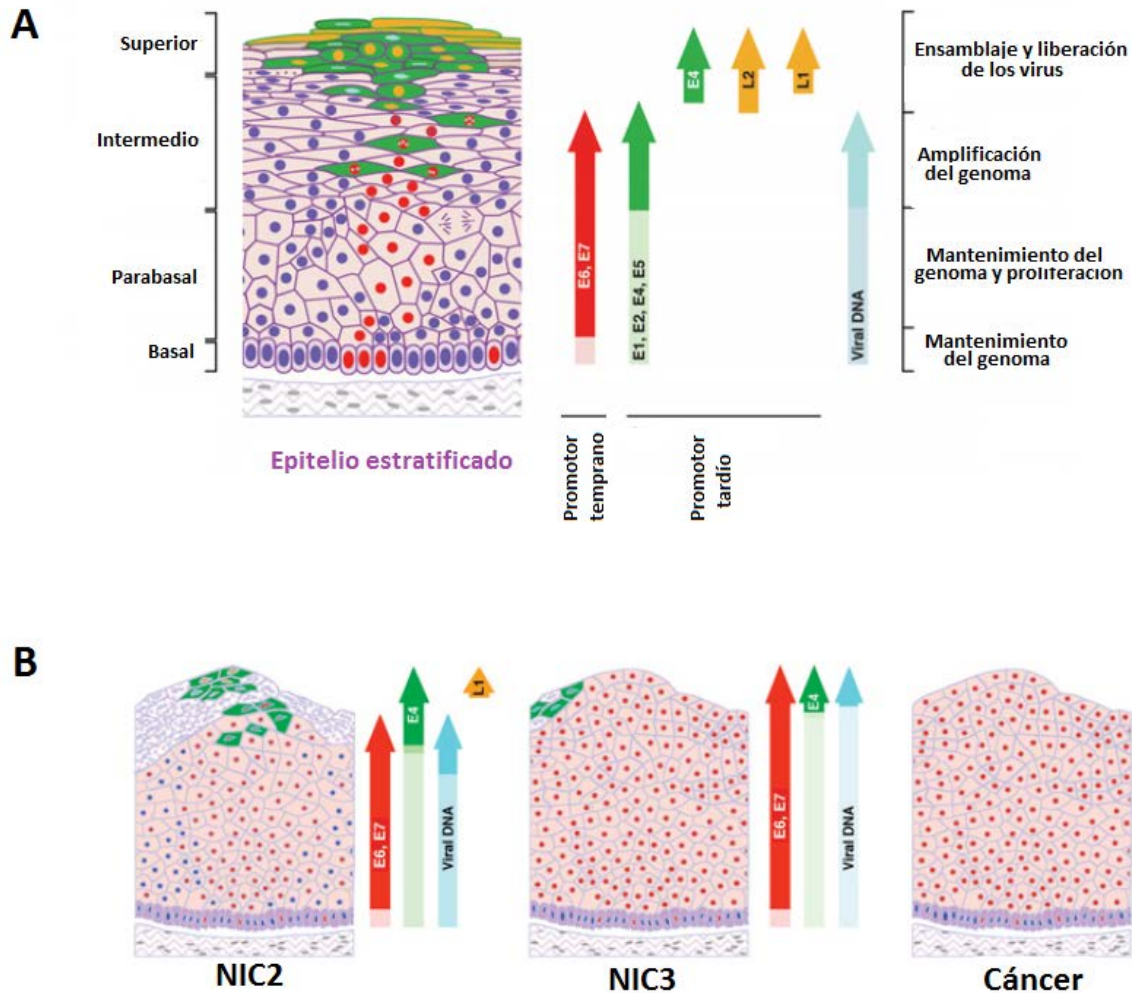 A
Superior
Intermedio
Parabasal
Basal
E6, E7
E1, E2, E4, E5
E4
L2
L1
Viral DNA
Ensamblaje y liberación
de los virus
Amplificación
del genoma
Mantenimiento del
genoma y proliferación
Mantenimiento
del genoma
Epitelio estratificado
Promotor
temprano
Promotor
tardío
B
E6, E7
E4
Viral DNA
L1
E6, E7
E4
Viral DNA
NIC2
NIC3
Cáncer